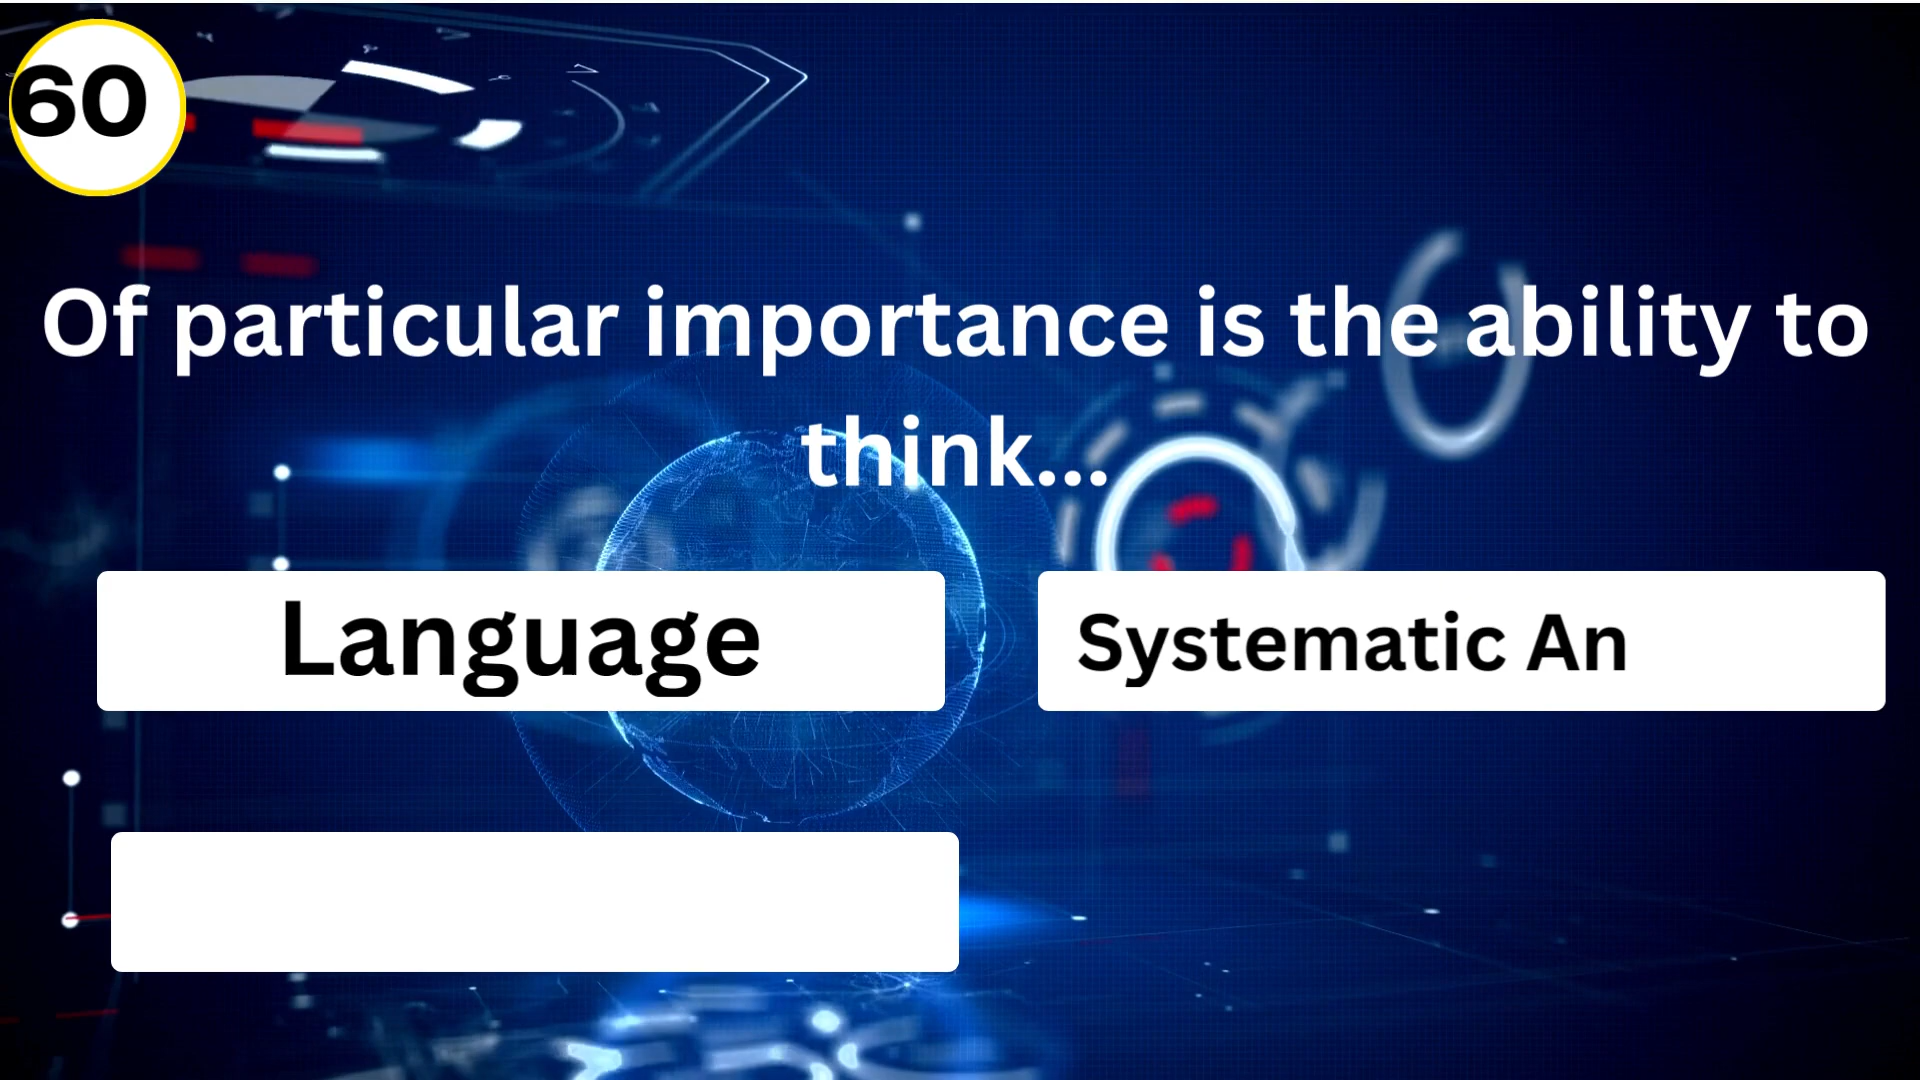 60
Of particular importance is the ability to
think...
Language
Systematic An